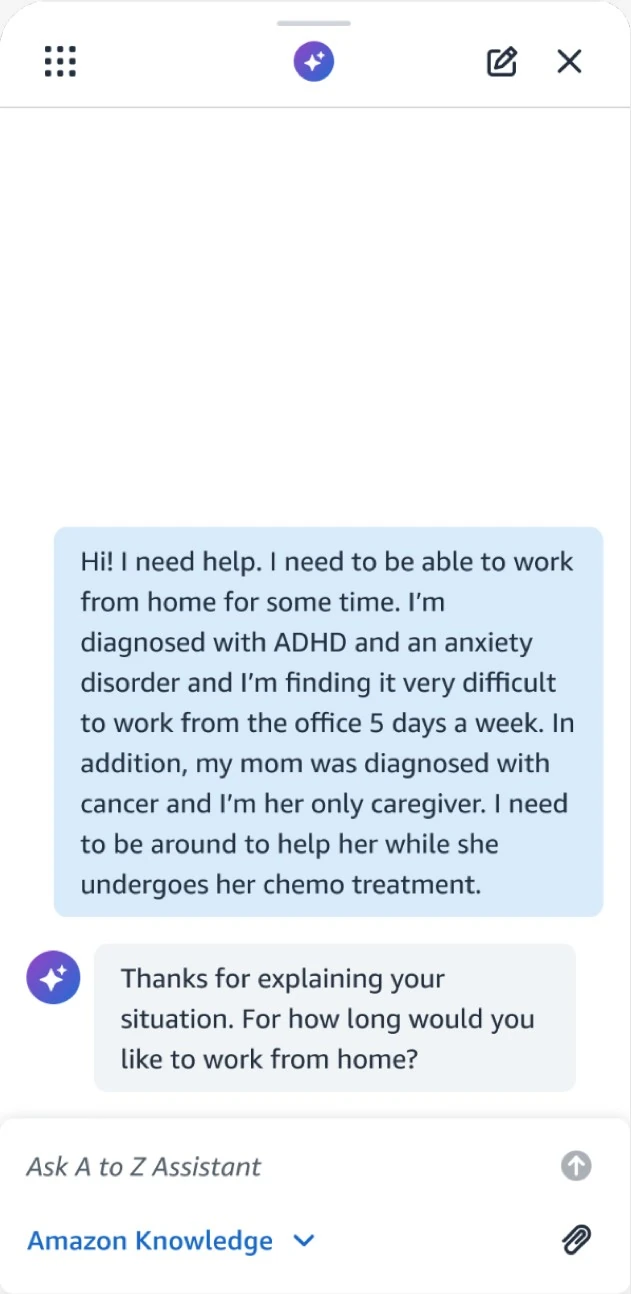 Hi! I need help. I need to be able to work
from home for some time. I’m
diagnosed with ADHD and an anxiety
disorder and I’m finding it very difficult
to work from the office 5 days a week. In
addition, my mom was diagnosed with
cancer and I’m her only caregiver. I need
to be around to help her while she
undergoes her chemo treatment.
Thanks for explaining your
situation. For how long would you
like to work from home?
Ask A to Z Assistant
Amazon Knowledge